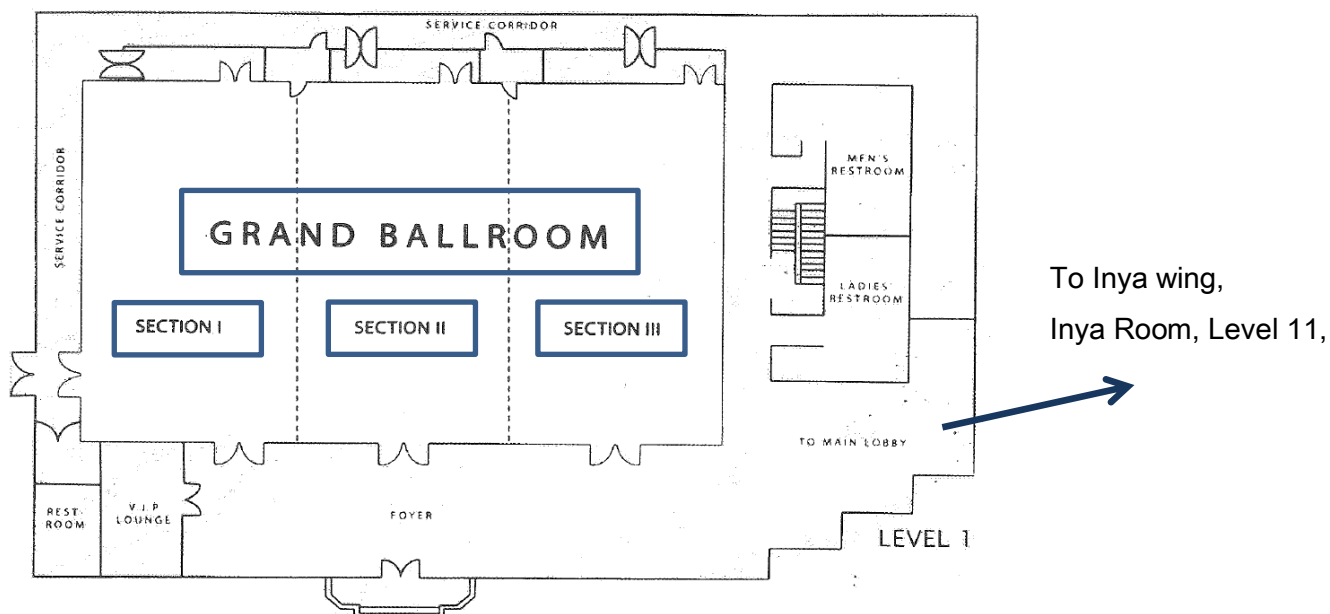 SERVICE CORRIDOR
SERVICE CORRIDOR
MEN'S
RESTROOM
GRAND BALLROOM
To Inya wing,
Inya Room, Level 11,
LADIES'
RESTROOM
SECTION I
SECTION II
SECTION III
TO MAIN LOBBY
REST-
ROOM
V.I.P
LOUNGE
FOYER
LEVEL 1